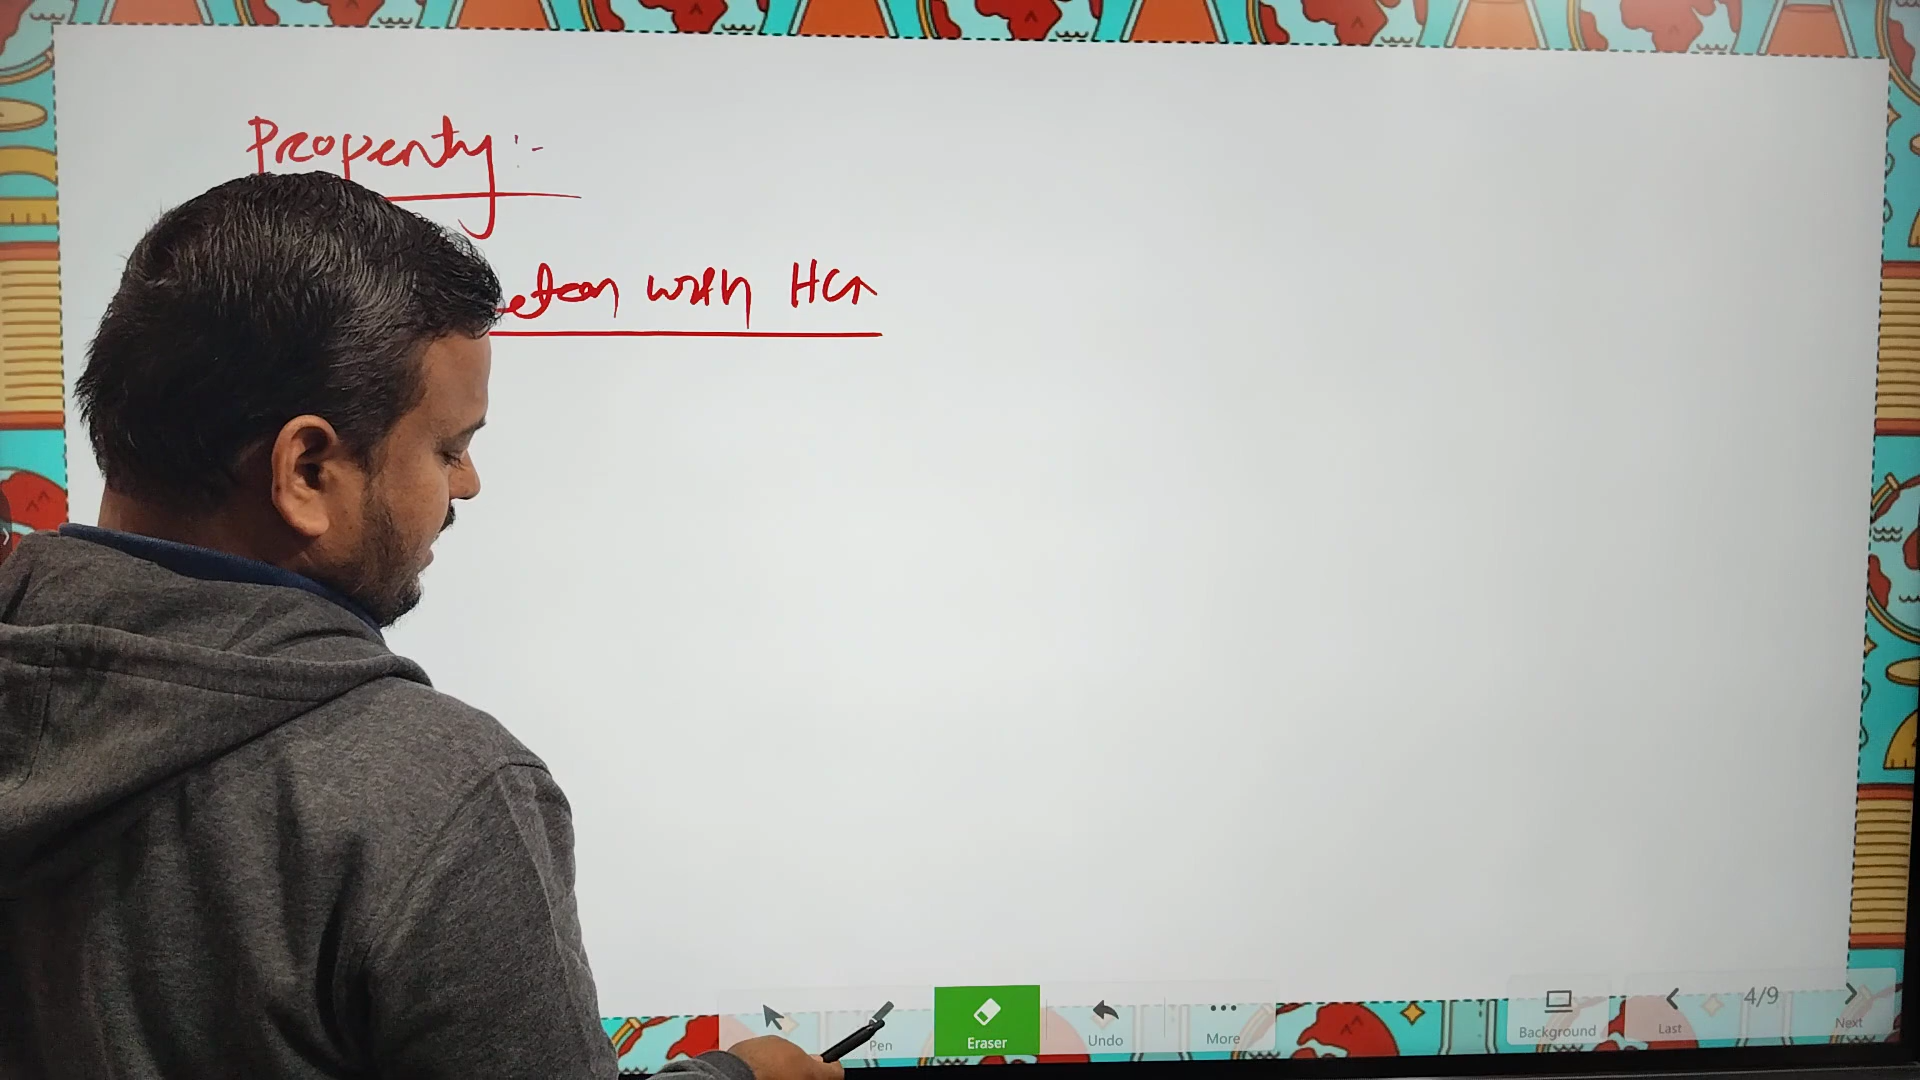 Property:-
with HCl
Pen
Eraser
Undo
More
Background
Last
4/9
Next